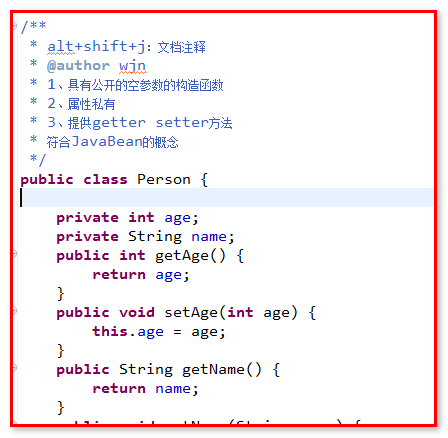 /**
 * alt+shift+j：文档注释
 * @author wjn
 * 1、具有公开的空参数的构造函数
 * 2、属性私有
 * 3、提供getter setter方法
 * 符合JavaBean的概念
 */
public class Person {
    private int age;
    private String name;
    public int getAge() {
        return age;
    }
    public void setAge(int age) {
        this.age = age;
    }
    public String getName() {
        return name;
    }